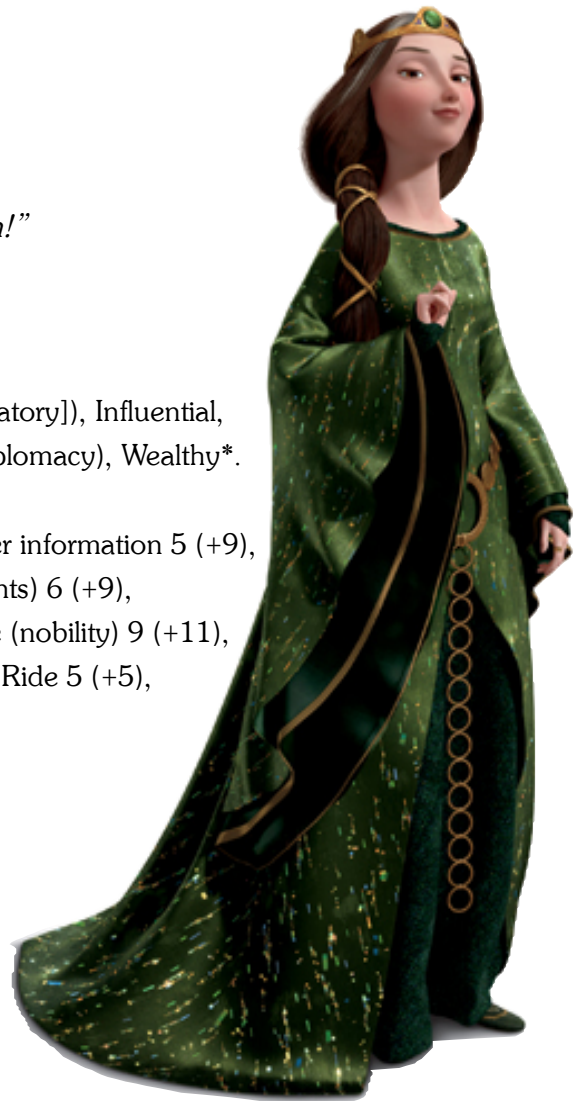 !”
atory]), Influential,
plomacy), Wealthy*.
er information 5 (+9),
nts) 6 (+9),
e (nobility) 9 (+11),
Ride 5 (+5),